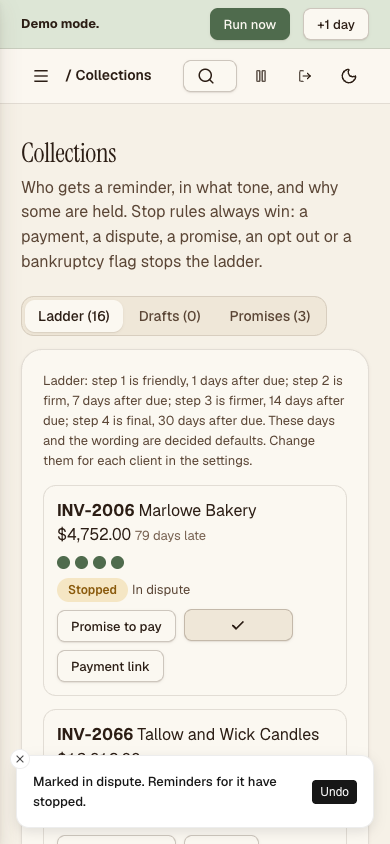 Demo mode.
Run now
+1 day
/ Collections
Collections
Who gets a reminder, in what tone, and why
some are held. Stop rules always win: a
payment, a dispute, a promise, an opt out or a
bankruptcy flag stops the ladder.
Ladder (16)
Drafts (0)
Promises (3)
Ladder: step 1 is friendly, 1 days after due; step 2 is
firm, 7 days after due; step 3 is firmer, 14 days after
due; step 4 is final, 30 days after due. These days
and the wording are decided defaults. Change
them for each client in the settings.
INV-2006 Marlowe Bakery
$4,752.00 79 days late
Stopped In dispute
Promise to pay
Payment link
INV-2066 Tallow and Wick Candles
Marked in dispute. Reminders for it have
stopped.
Undo